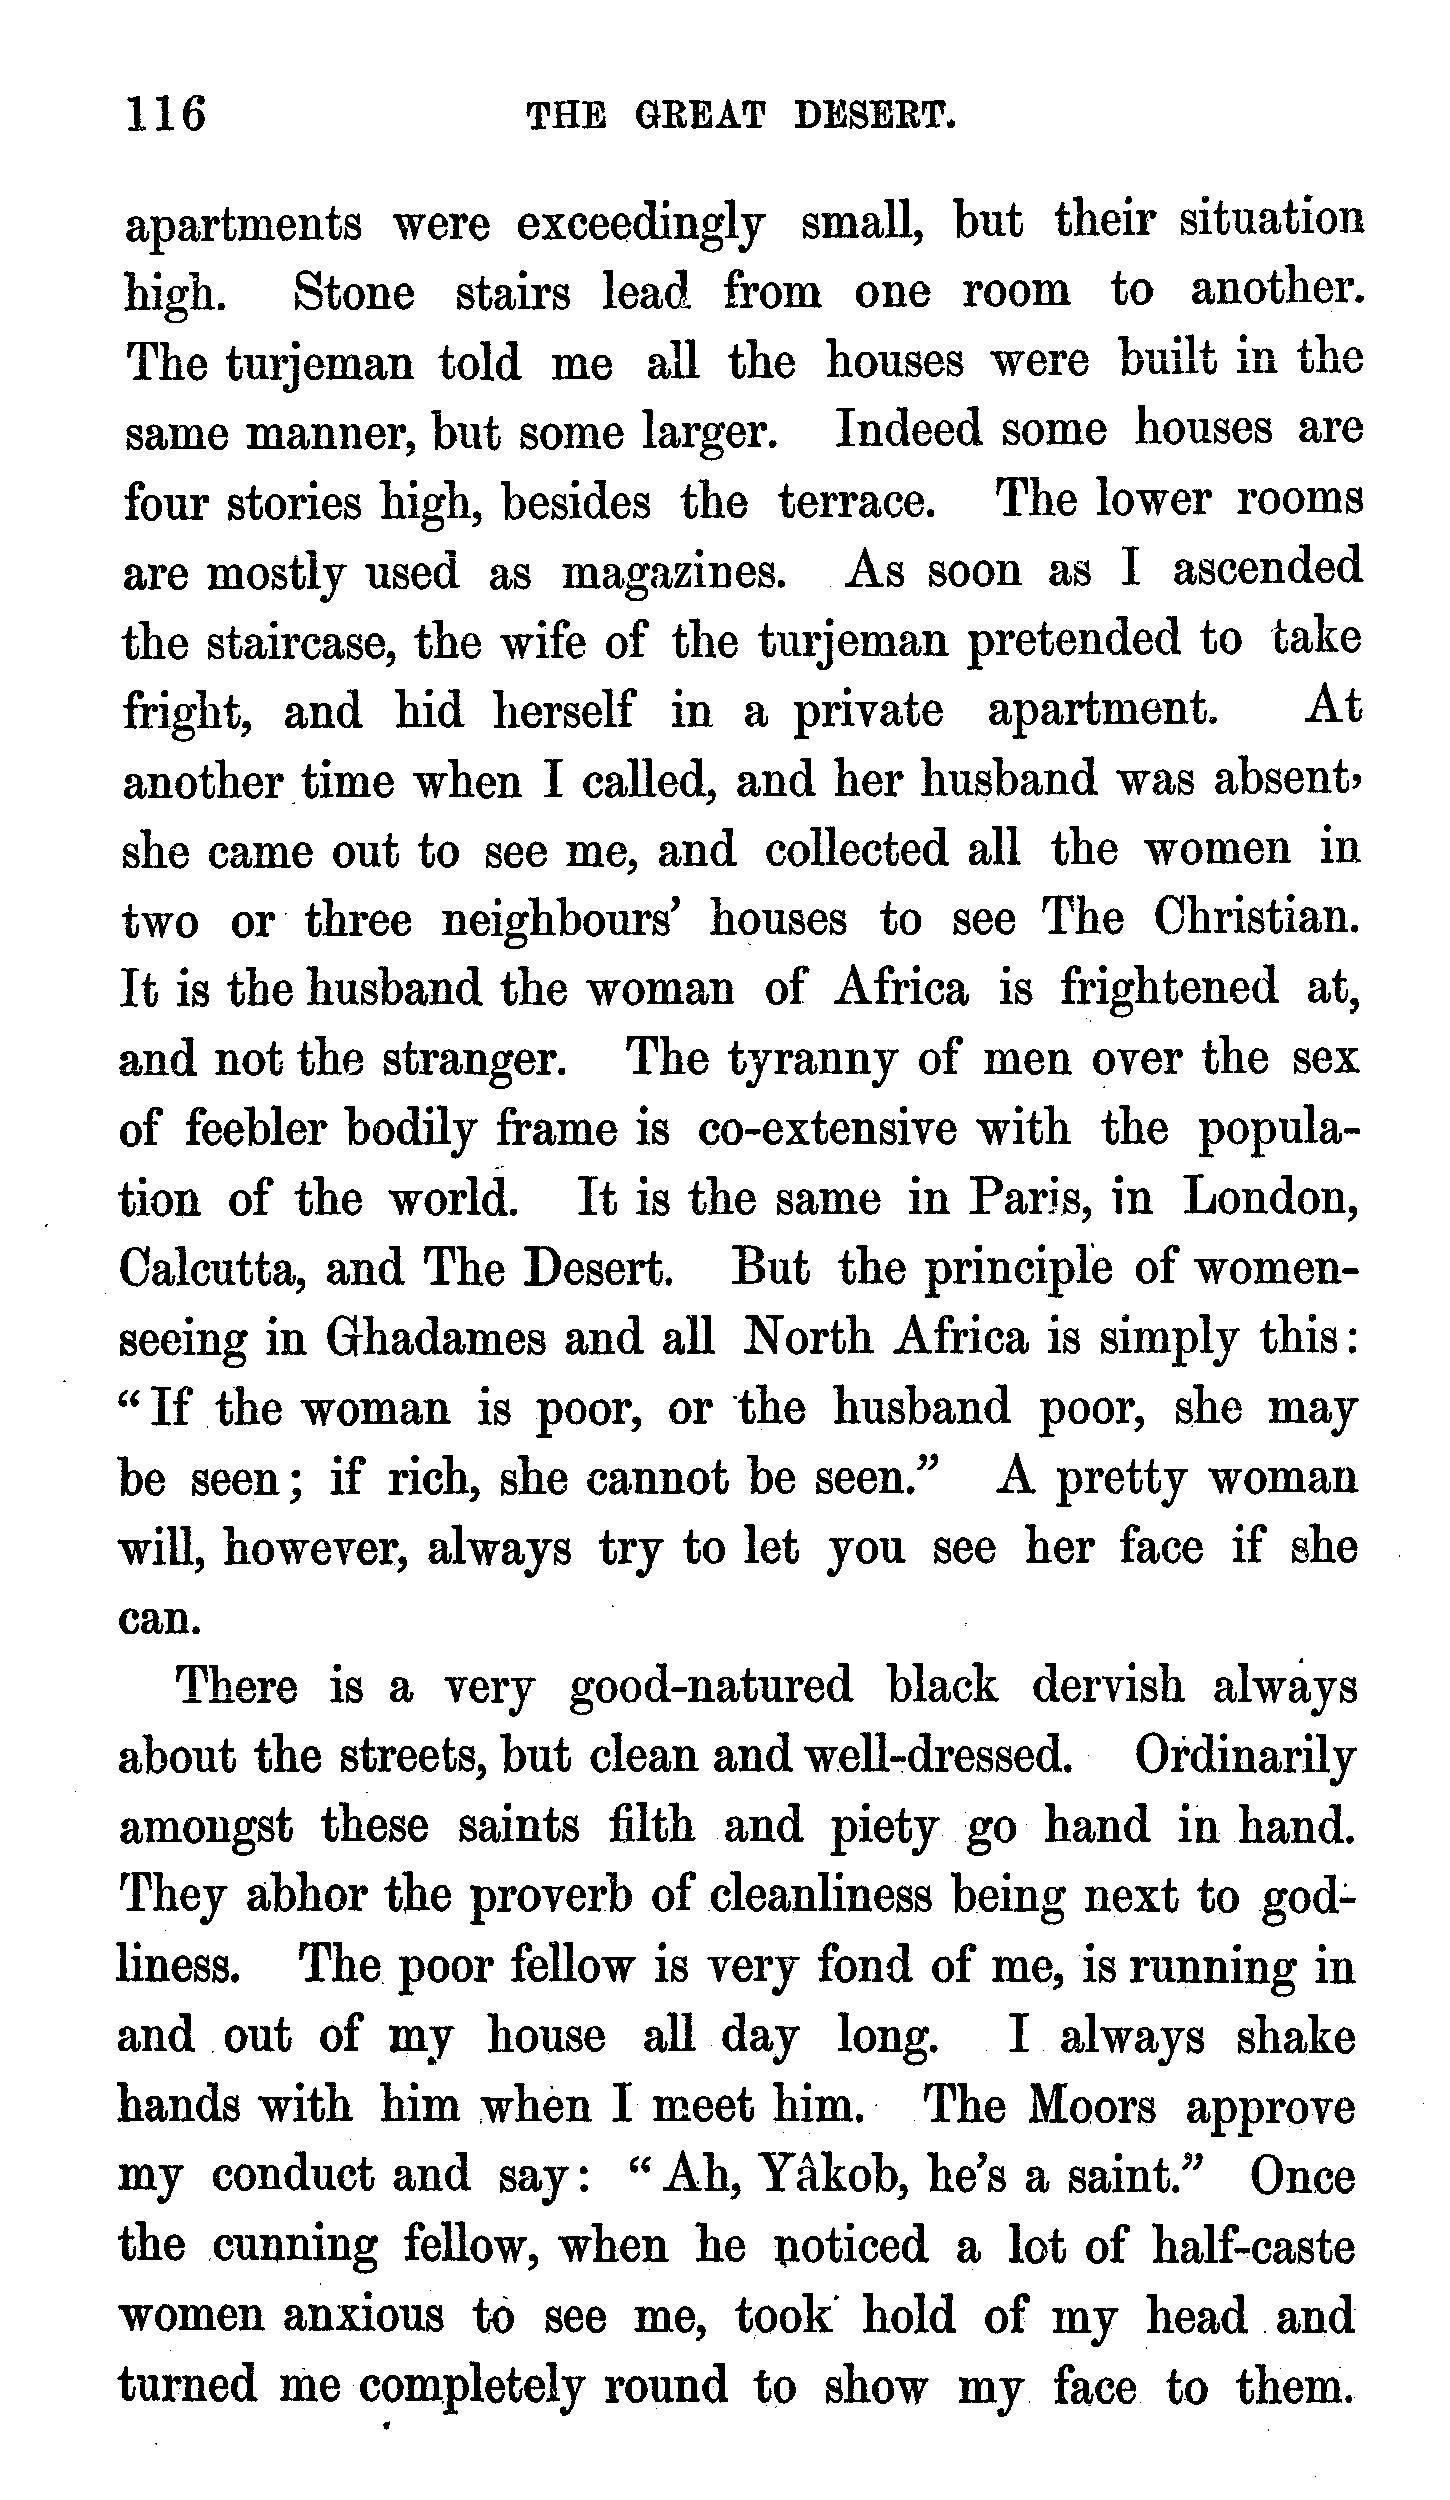 116 THE GREAT DESERT.
apartments were exceedingly small, but their situation
high. Stone stairs lead from one room to another.
The turjeman told me all the houses were built in the
same manner, but some larger. Indeed some houses are
four stories high, besides the terrace. The lower rooms
are mostly used as magazines. As soon as I ascended
the staircase, the wife of the turjeman pretended to take
fright, and hid herself in a private apartment. At
another time when I called, and her husband was absent,
she came out to see me, and collected all the women in
two or three neighbours' houses to see The Christian.
It is the husband the woman of Africa is frightened at,
and not the stranger. The tyranny of men over the sex
of feebler bodily frame is co-extensive with the popula-
tion of the world. It is the same in Paris, in London,
Calcutta, and The Desert. But the principle of women-
seeing in Ghadames and all North Africa is simply this:
"If the woman is poor, or the husband poor, she may
be seen; if rich, she cannot be seen." A pretty woman
will, however, always try to let you see her face if she
can.
There is a very good-natured black dervish always
about the streets, but clean and well-dressed. Ordinarily
amongst these saints filth and piety go hand in hand.
They abhor the proverb of cleanliness being next to god-
liness. The poor fellow is very fond of me, is running in
and out of my house all day long. I always shake
hands with him when I meet him. The Moors approve
my conduct and say: "Ah, Yâkob, he's a saint." Once
the cunning fellow, when he noticed a lot of half-caste
women anxious to see me, took hold of my head and
turned me completely round to show my face to them.